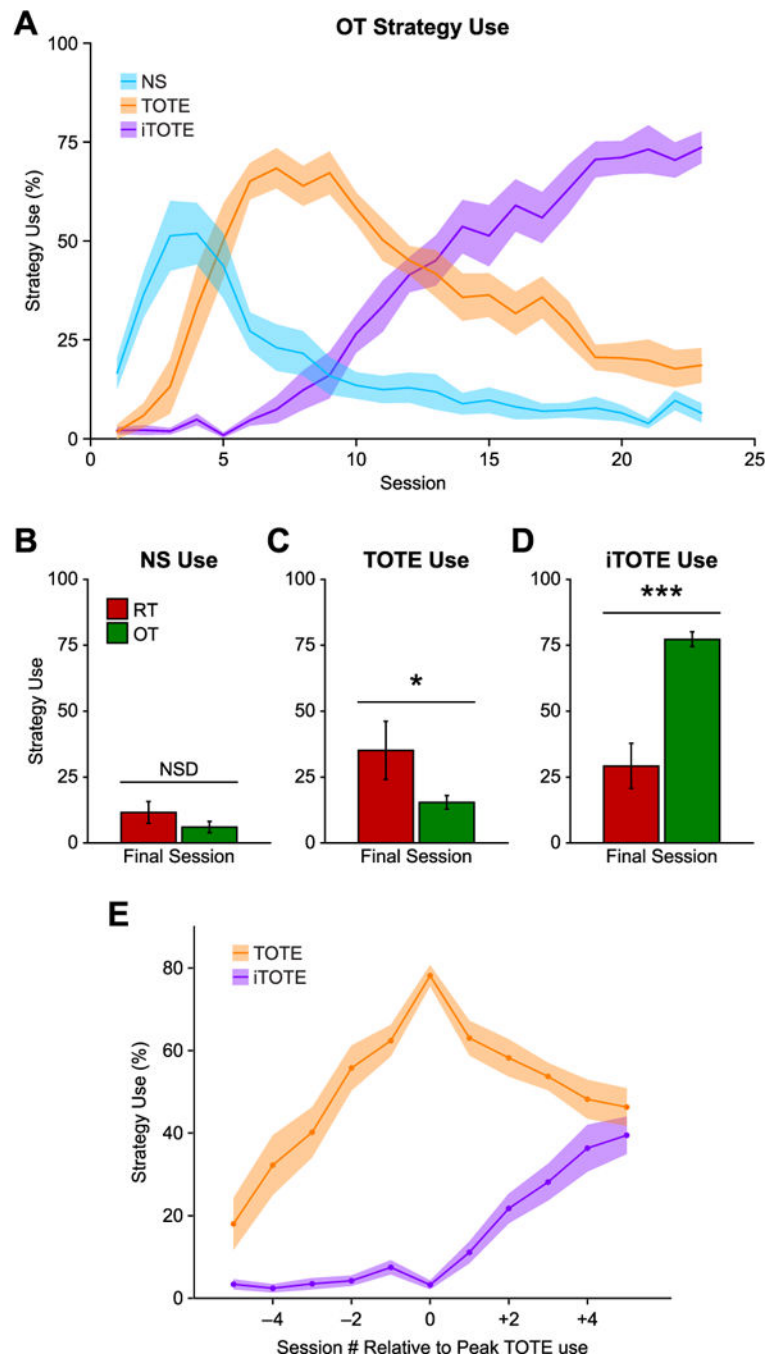 A
OT Strategy Use
100
75
50
25
0
Strategy Use (%)
NS
TOTE
iTOTE
0 5 10 15 20 25
Session
B
NS Use
100
75
50
25
0
Strategy Use
RT
OT
NSD
Final Session
C
TOTE Use
100
75
50
25
0
*
Final Session
D
iTOTE Use
100
75
50
25
0
***
Final Session
E
80
60
40
20
0
Strategy Use (%)
TOTE
iTOTE
–4 –2 0 +2 +4
Session # Relative to Peak TOTE use